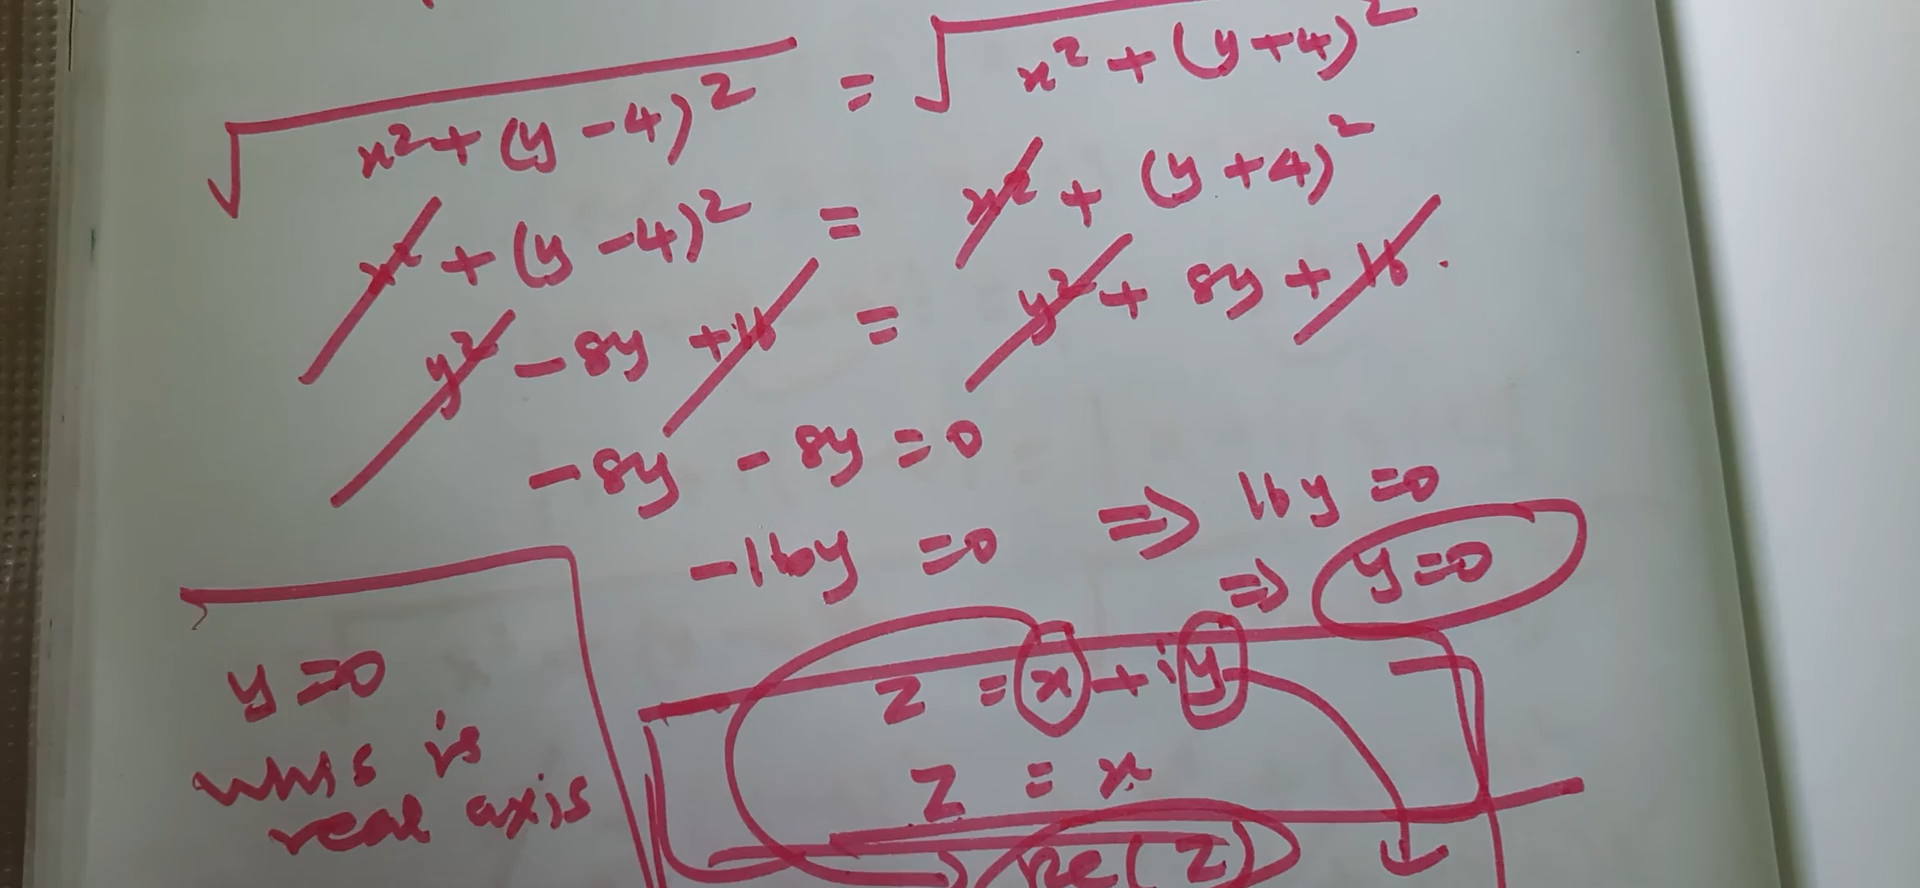 √(x² + (y - 4)²) = √(x² + (y + 4)²)
x² + (y - 4)² = x² + (y + 4)²
y² - 8y + 16 = y² + 8y + 16.
-8y - 8y = 0
-16y = 0 ⇒ 16y = 0
⇒ y = 0
y = 0
is
real axis
z = x + iy
z = x
Re(z)